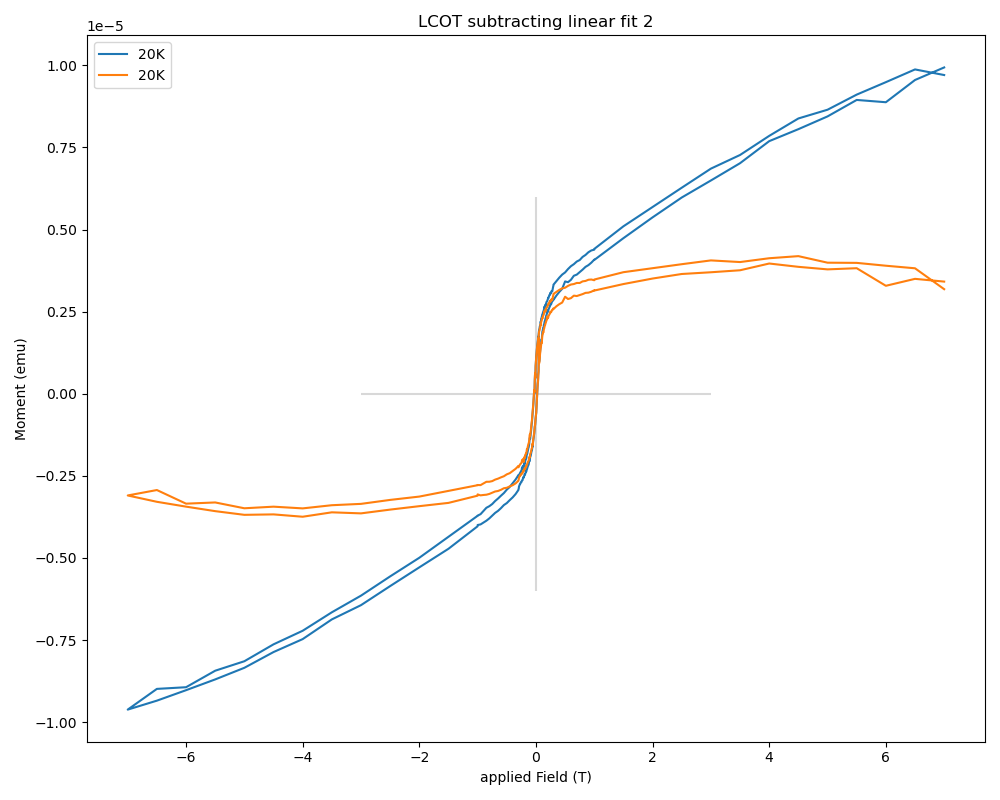 LCOT subtracting linear fit 2
1e−5
20K
20K
1.00
0.75
0.50
0.25
0.00
−0.25
−0.50
−0.75
−1.00
Moment (emu)
−6
−4
−2
0
2
4
6
applied Field (T)